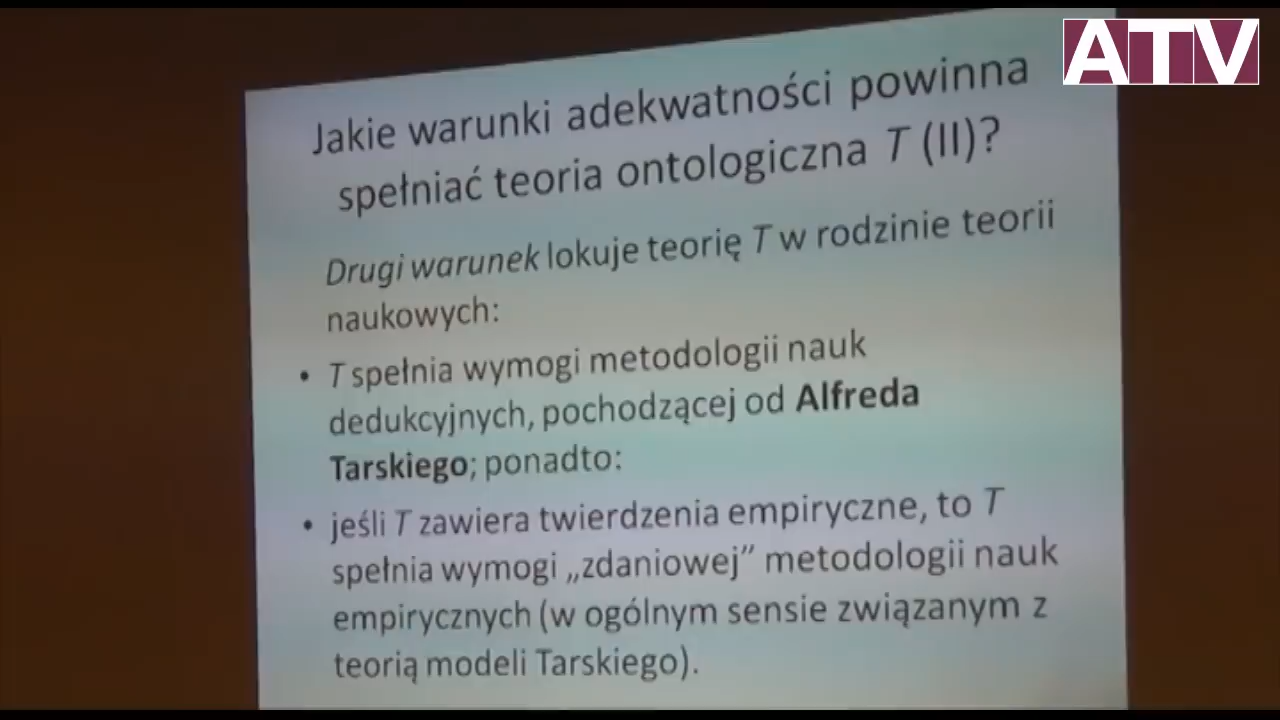 ATV
Jakie warunki adekwatności powinna
spełniać teoria ontologiczna T (II)?
Drugi warunek lokuje teorię T w rodzinie teorii
naukowych:
• T spełnia wymogi metodologii nauk
dedukcyjnych, pochodzącej od Alfreda
Tarskiego; ponadto:
• jeśli T zawiera twierdzenia empiryczne, to T
spełnia wymogi „zdaniowej” metodologii nauk
empirycznych (w ogólnym sensie związanym z
teorią modeli Tarskiego).